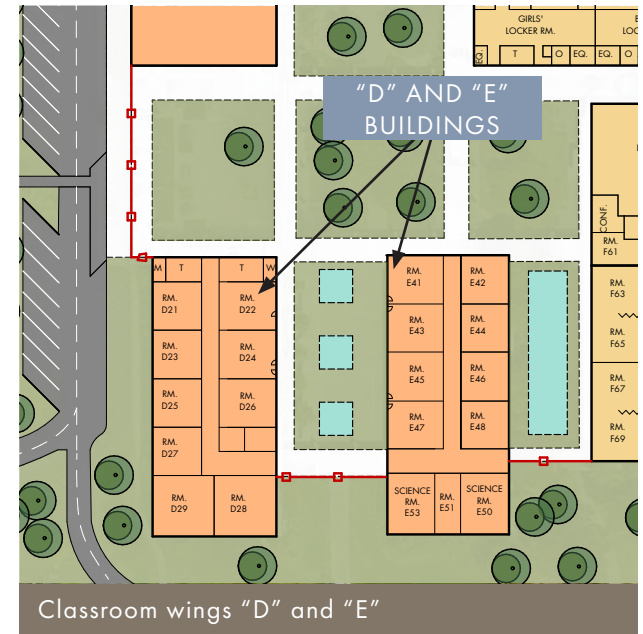 GIRLS'
LOCKER RM.
EQ.
T
O
EQ.
EQ.
O
"D" AND "E"
BUILDINGS
CONF.
RM.
F61
M
T
T
W
RM.
D21
RM.
D22
RM.
E41
RM.
E42
RM.
F63
RM.
D23
RM.
D24
RM.
E43
RM.
E44
RM.
F65
RM.
D25
RM.
D26
RM.
E45
RM.
E46
RM.
F67
RM.
D27
RM.
E47
RM.
E48
RM.
F69
RM.
D29
RM.
D28
SCIENCE
RM.
E53
RM.
E51
SCIENCE
RM.
E50
Classroom wings "D" and "E"